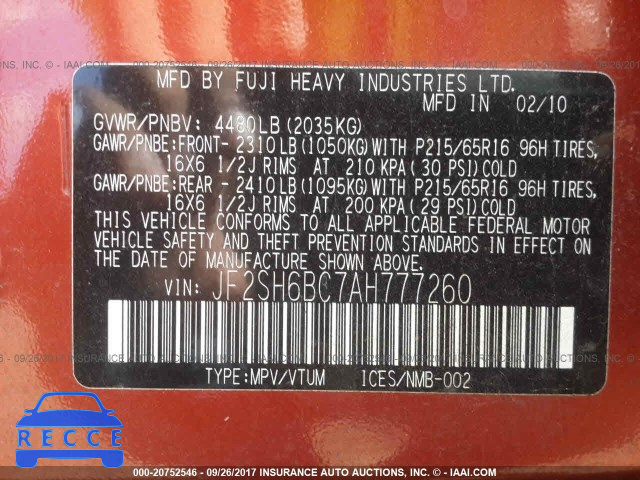 MFD BY FUJI HEAVY INDUSTRIES LTD.
MFD IN 02/10
GVWR/PNBV: 4480LB(2035KG)
GAWR/PNBE:FRONT- 2310LB(1050KG)WITH P215/65R16 96H TIRES,
16X6 1/2J RIMS AT 210 KPA(30 PSI)COLD
GAWR/PNBE:REAR - 2410LB(1095KG)WITH P215/65R16 96H TIRES,
16X6 1/2J RIMS AT 200 KPA(29 PSI)COLD
THIS VEHICLE CONFORMS TO ALL APPLICABLE FEDERAL MOTOR
VEHICLE SAFETY AND THEFT PREVENTION STANDARDS IN EFFECT ON
THE DATE OF MANUFACTURE SHOWN ABOVE.
VIN: JF2SH6BC7AH777260
TYPE:MPV/VTUM ICES/NMB-002
RECCE
000-20752546 - 09/26/2017 INSURANCE AUTO AUCTIONS, INC. - IAAI.COM